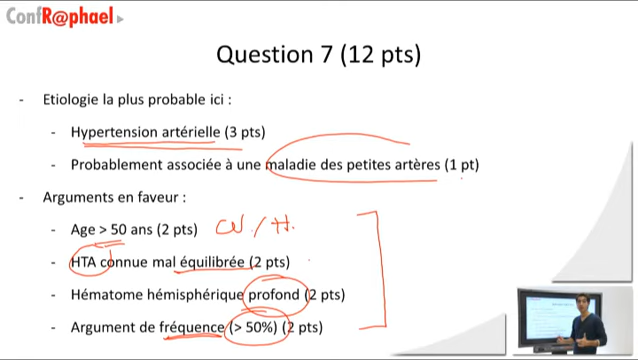 ConfR@phael
Question 7 (12 pts)
- Etiologie la plus probable ici :
- Hypertension artérielle (3 pts)
- Probablement associée à une maladie des petites artères (1 pt)
- Arguments en faveur :
- Age > 50 ans (2 pts)
- HTA connue mal équilibrée (2 pts)
- Hématome hémisphérique profond (2 pts)
- Argument de fréquence (> 50%) (2 pts)